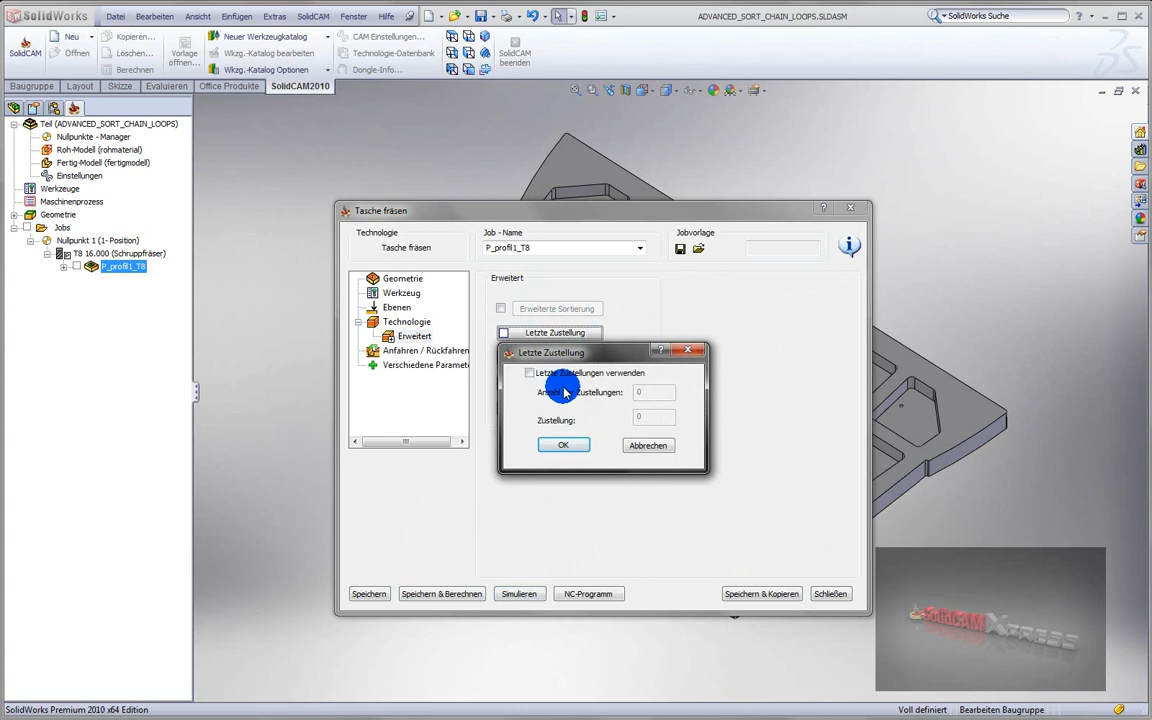 SolidWorks
Datei Bearbeiten Ansicht Einfügen Extras SolidCAM Fenster Hilfe
ADVANCED_SORT_CHAIN_LOOPS.SLDASM
SolidWorks Suche
SolidCAM
Neu
Öffnen
Kopieren...
Löschen...
Berechnen
Vorlage
öffnen...
Neuer Werkzeugkatalog
Wkzg.-Katalog bearbeiten
Wkzg.-Katalog Optionen
CAM Einstellungen...
Technologie-Datenbank
Dongle-Info...
SolidCAM
beenden
Baugruppe Layout Skizze Evaluieren Office Produkte SolidCAM2010
Teil (ADVANCED_SORT_CHAIN_LOOPS)
Nullpunkte - Manager
Roh-Modell (rohmaterial)
Fertig-Modell (fertigmodell)
Einstellungen
Werkzeuge
Maschinenprozess
Geometrie
Jobs
Nullpunkt 1 (1- Position)
T8 16.000 (Schruppfräser)
P_profil1_T8
Tasche fräsen
Technologie
Tasche fräsen
Job - Name
P_profil1_T8
Jobvorlage
Geometrie
Werkzeug
Ebenen
Technologie
Erweitert
Anfahren / Rückfahren
Verschiedene Paramete
Erweitert
Erweiterte Sortierung
Letzte Zustellung
Letzte Zustellung
Letzte Zustellungen verwenden
Zustellungen:
0
Zustellung:
0
OK
Abbrechen
Speichern
Speichern & Berechnen
Simulieren
NC-Programm
Speichern & Kopieren
Schließen
SolidCAM Xpress
SolidWorks Premium 2010 x64 Edition
Voll definiert
Bearbeiten Baugruppe